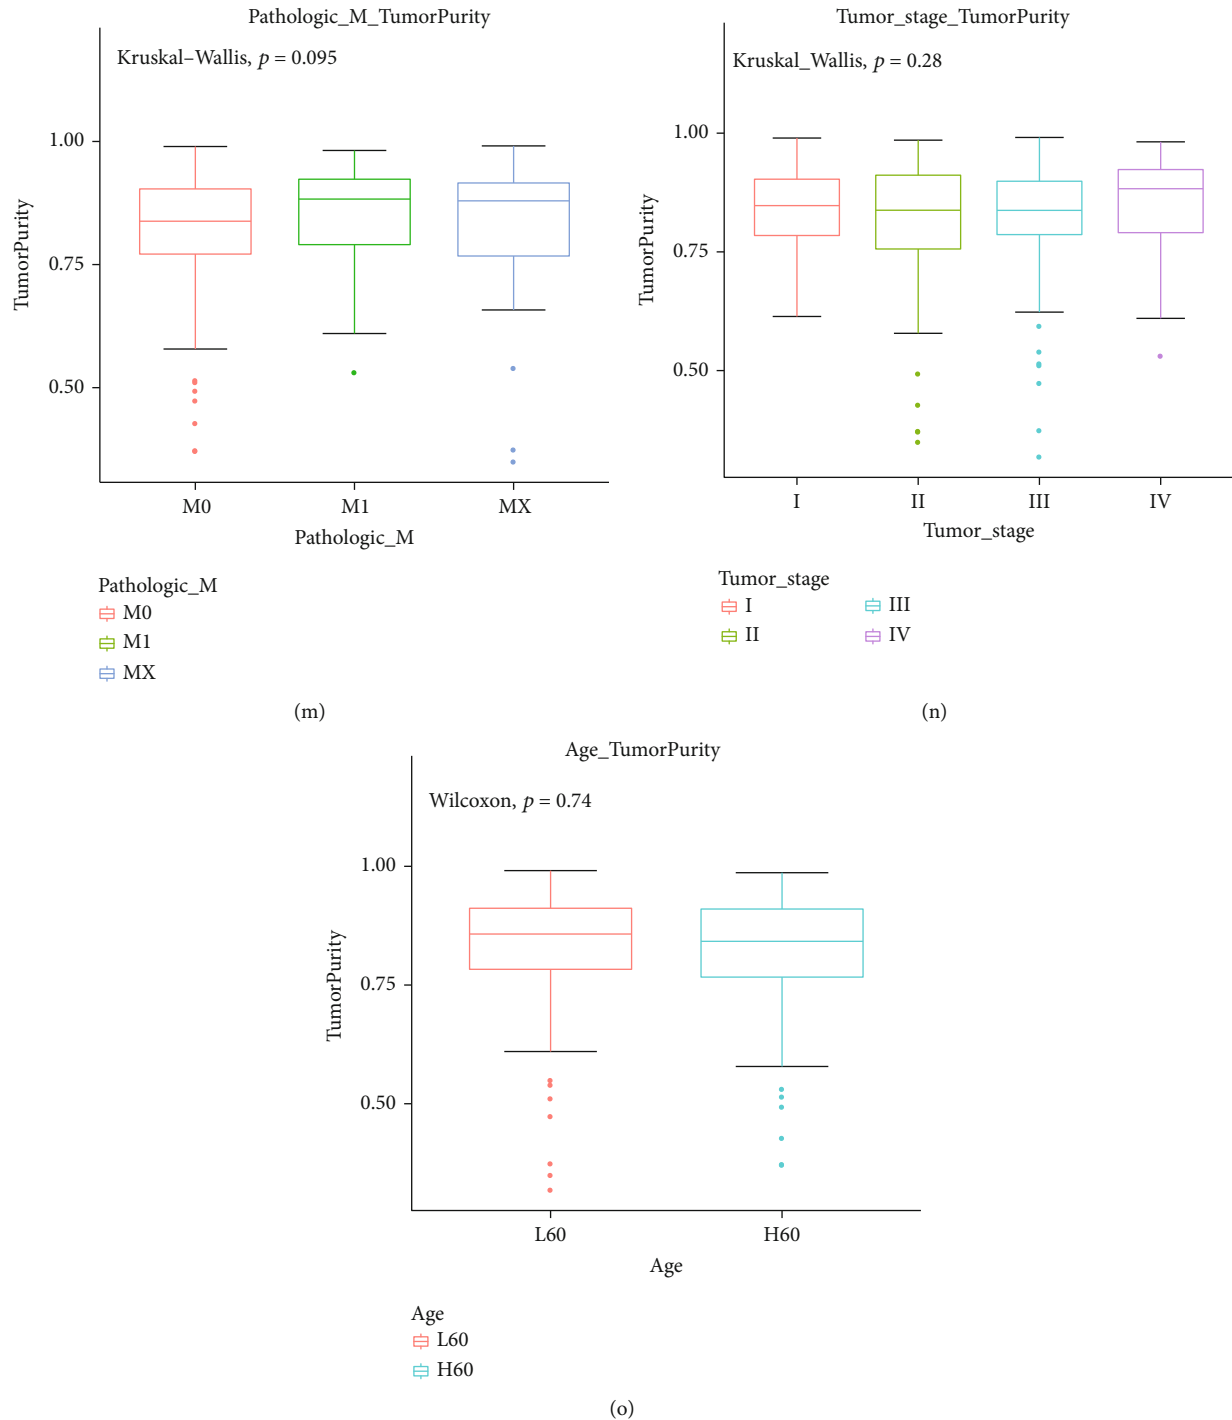 Pathologic_M_TumorPurity
Kruskal–Wallis, p = 0.095
TumorPurity
1.00
0.75
0.50
M0 M1 MX
Pathologic_M
Pathologic_M
M0
M1
MX
(m)
Tumor_stage_TumorPurity
Kruskal_Wallis, p = 0.28
TumorPurity
1.00
0.75
0.50
I II III IV
Tumor_stage
Tumor_stage
I III
II IV
(n)
Age_TumorPurity
Wilcoxon, p = 0.74
TumorPurity
1.00
0.75
0.50
L60 H60
Age
Age
L60
H60
(o)